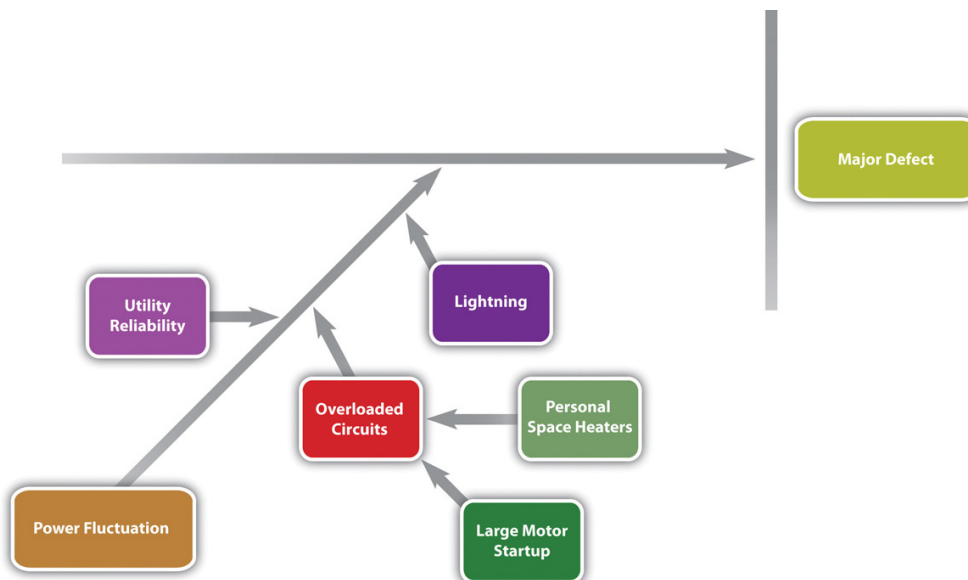 Major Defect
Utility
Reliability
Lightning
Overloaded
Circuits
Personal
Space Heaters
Power Fluctuation
Large Motor
Startup